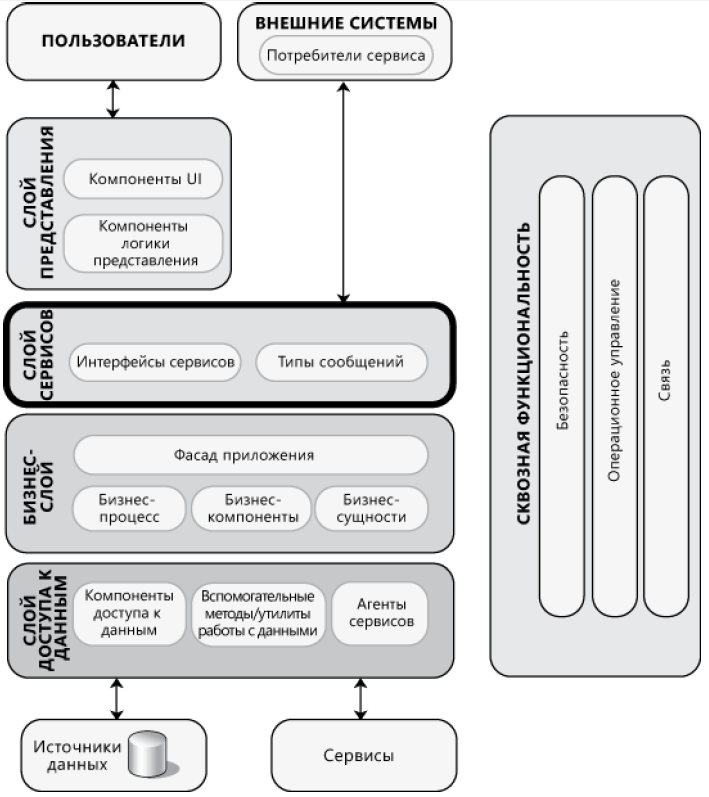 ПОЛЬЗОВАТЕЛИ
ВНЕШНИЕ СИСТЕМЫ
Потребители сервиса
СЛОЙ
ПРЕДСТАВЛЕНИЯ
Компоненты UI
Компоненты
логики
представления
СЛОЙ
СЕРВИСОВ
Интерфейсы сервисов
Типы сообщений
БИЗНЕС-
СЛОЙ
Фасад приложения
Бизнес-
процесс
Бизнес-
компоненты
Бизнес-
сущности
СЛОЙ
ДОСТУПА К
ДАННЫМ
Компоненты
доступа к
данным
Вспомогательные
методы/утилиты
работы с данными
Агенты
сервисов
Источники
данных
Сервисы
СКВОЗНАЯ ФУНКЦИОНАЛЬНОСТЬ
Безопасность
Операционное управление
Связь